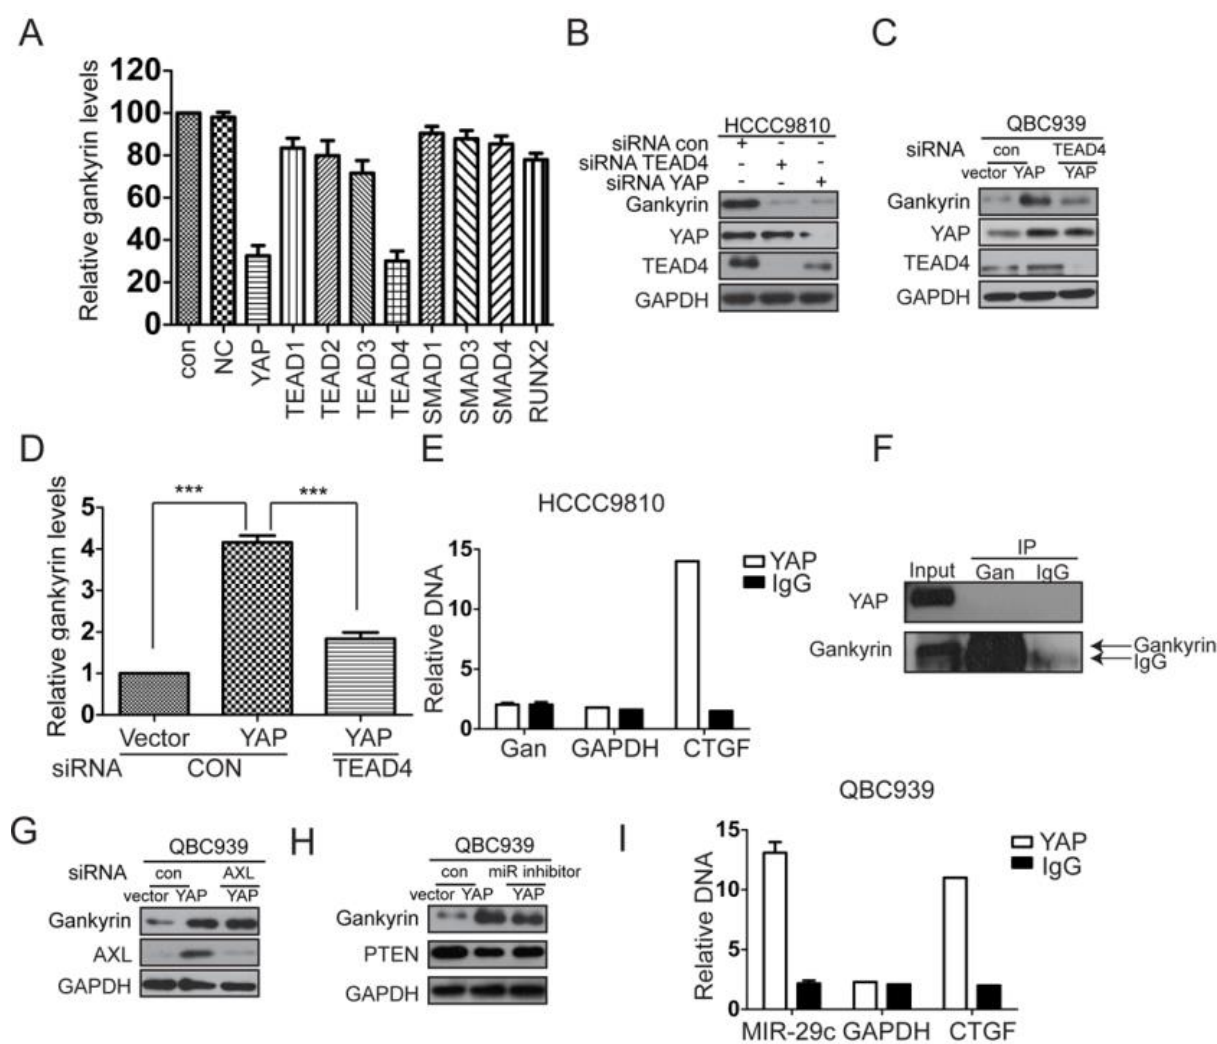 A
Relative gankyrin levels
120
100
80
60
40
20
0
con
NC
YAP
TEAD1
TEAD2
TEAD3
TEAD4
SMAD1
SMAD3
SMAD4
RUNX2
B
HCCC9810
siRNA con + - -
siRNA TEAD4 - + -
siRNA YAP - - +
Gankyrin
YAP
TEAD4
GAPDH
C
QBC939
siRNA con TEAD4
vector YAP YAP
Gankyrin
YAP
TEAD4
GAPDH
D
Relative gankyrin levels
5
4
3
2
1
0
*** ***
Vector YAP YAP
siRNA CON TEAD4
E
HCCC9810
Relative DNA
15
10
5
0
YAP
IgG
Gan GAPDH CTGF
F
IP
Input Gan IgG
YAP
Gankyrin
Gankyrin
IgG
G
QBC939
siRNA con AXL
vector YAP YAP
Gankyrin
AXL
GAPDH
H
QBC939
con miR inhibitor
vector YAP YAP
Gankyrin
PTEN
GAPDH
I
QBC939
Relative DNA
15
10
5
0
YAP
IgG
MIR-29c GAPDH CTGF